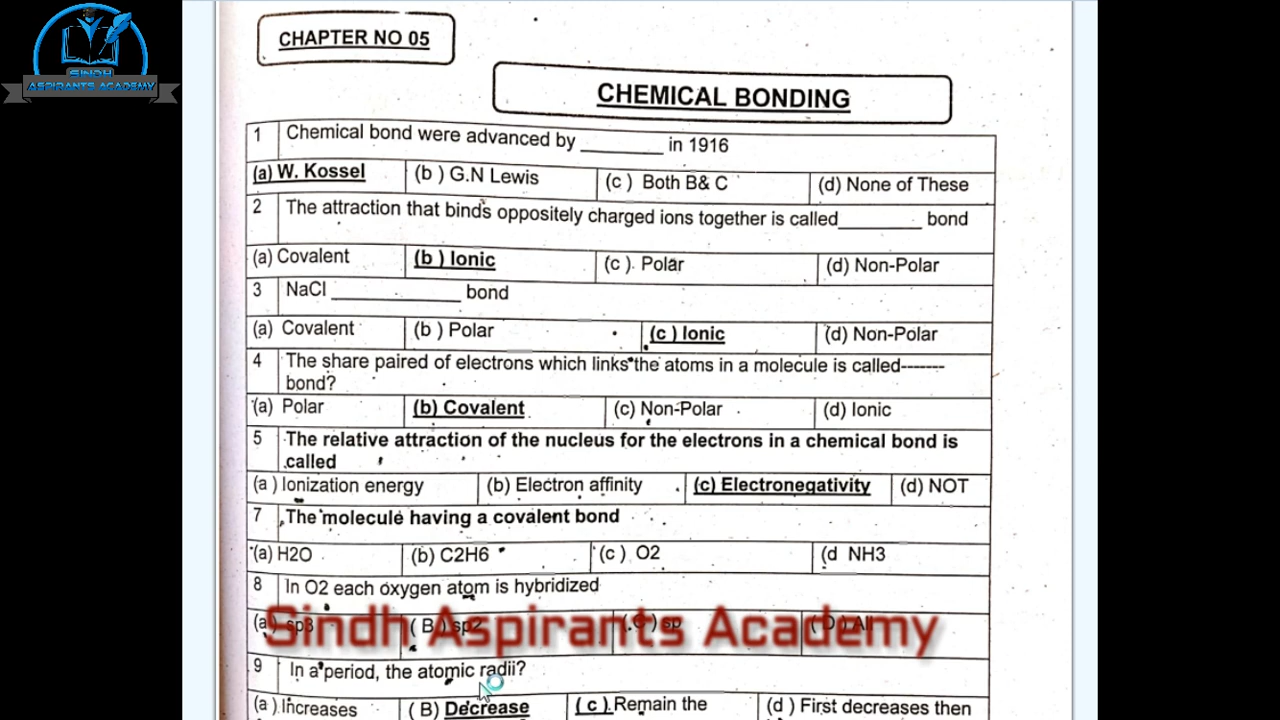 SINDH
ASPIRANTS ACADEMY
CHAPTER NO 05
CHEMICAL BONDING
1 Chemical bond were advanced by ________ in 1916
(a) W. Kossel (b ) G.N Lewis (c ) Both B& C (d) None of These
2 The attraction that binds oppositely charged ions together is called________ bond
(a) Covalent (b ) Ionic (c ). Polar (d) Non-Polar
3 NaCl ____________ bond
(a) Covalent (b ) Polar (c ) Ionic (d) Non-Polar
4 The share paired of electrons which links the atoms in a molecule is called-------
bond?
(a) Polar (b) Covalent (c) Non-Polar (d) Ionic
5 The relative attraction of the nucleus for the electrons in a chemical bond is
called
(a ) Ionization energy (b) Electron affinity (c) Electronegativity (d) NOT
7 The molecule having a covalent bond
(a) H2O (b) C2H6 (c ) O2 (d NH3
8 In O2 each oxygen atom is hybridized
(a) sp3 ( B ) sp2 ( C ) sp ( D ) All
Sindh Aspirants Academy
9 In a period, the atomic radii?
(a ) Increases ( B) Decrease ( c ) Remain the (d ) First decreases then